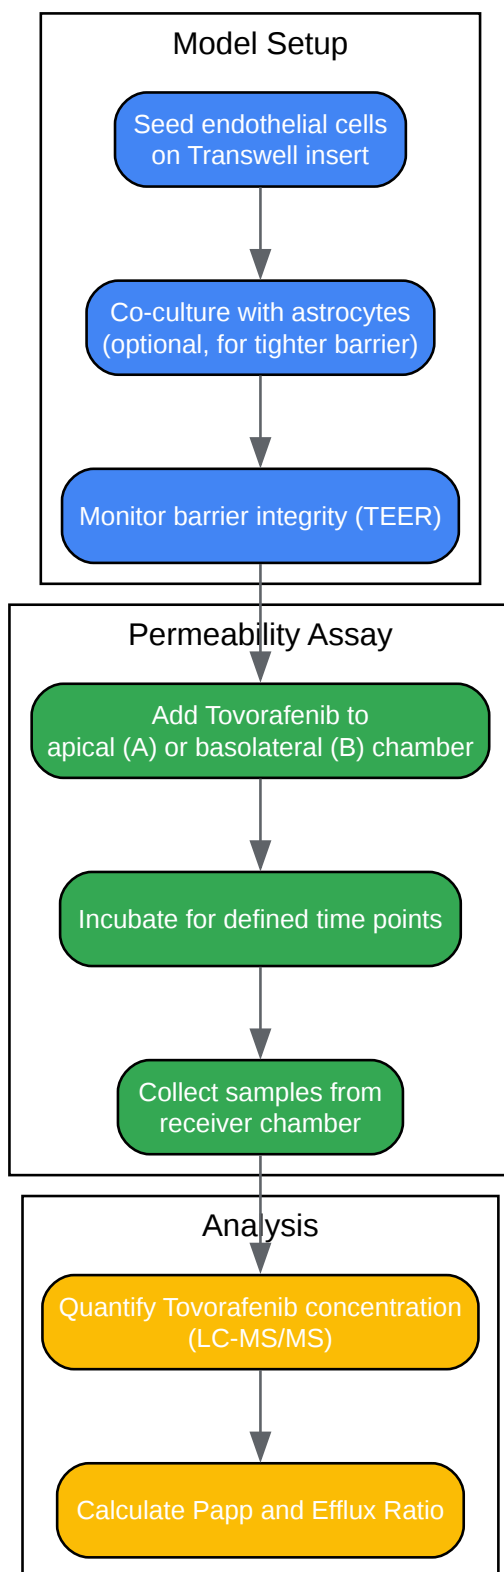 Model Setup
Seed endothelial cells
on Transwell insert
Co-culture with astrocytes
(optional, for tighter barrier)
Monitor barrier integrity (TEER)
Permeability Assay
Add Tovorafenib to
apical (A) or basolateral (B) chamber
Incubate for defined time points
Collect samples from
receiver chamber
Analysis
Quantify Tovorafenib concentration
(LC-MS/MS)
Calculate Papp and Efflux Ratio